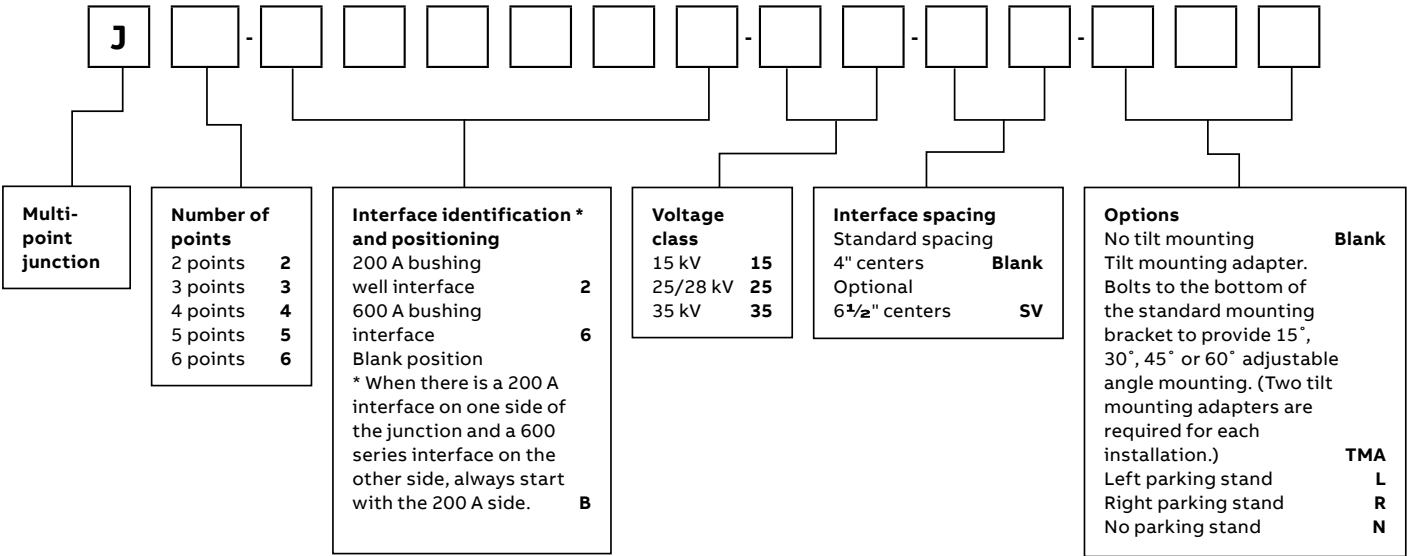 J - - - -
Multi-
point
junction
Number of
points
2 points 2
3 points 3
4 points 4
5 points 5
6 points 6
Interface identification *
and positioning
200 A bushing
well interface 2
600 A bushing
interface 6
Blank position
* When there is a 200 A
interface on one side of
the junction and a 600
series interface on the
other side, always start
with the 200 A side. B
Voltage
class
15 kV 15
25/28 kV 25
35 kV 35
Interface spacing
Standard spacing
4" centers Blank
Optional
6½" centers SV
Options
No tilt mounting Blank
Tilt mounting adapter.
Bolts to the bottom of
the standard mounting
bracket to provide 15˚,
30˚, 45˚ or 60˚ adjustable
angle mounting. (Two tilt
mounting adapters are
required for each
installation.) TMA
Left parking stand L
Right parking stand R
No parking stand N